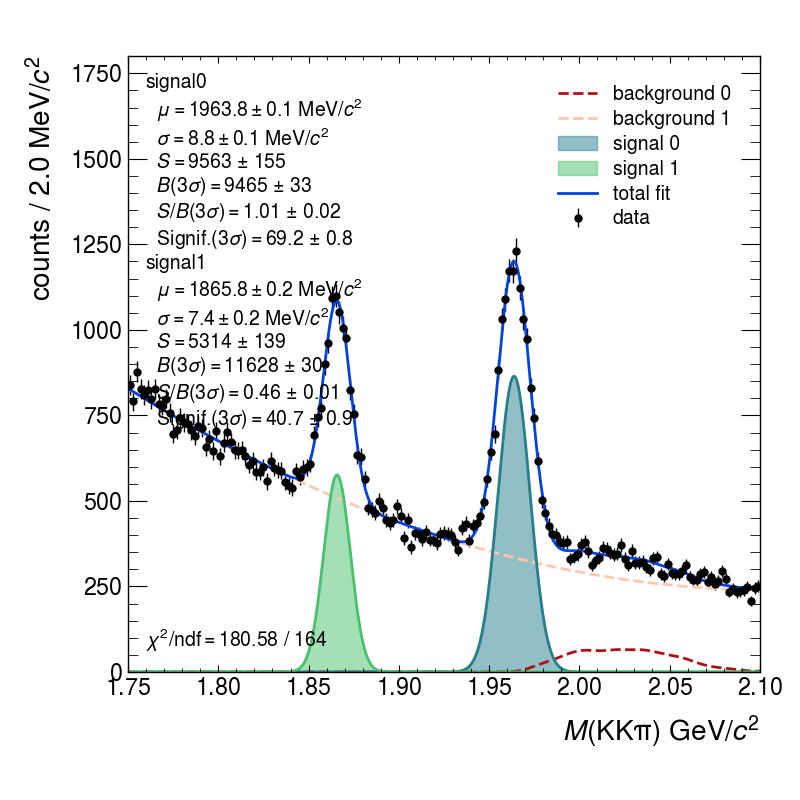 counts / 2.0 MeV/c²
1750
1500
1250
1000
750
500
250
0
signal0
μ = 1963.8 ± 0.1 MeV/c²
σ = 8.8 ± 0.1 MeV/c²
S = 9563 ± 155
B(3σ) = 9465 ± 33
S/B(3σ) = 1.01 ± 0.02
Signif.(3σ) = 69.2 ± 0.8
signal1
μ = 1865.8 ± 0.2 MeV/c²
σ = 7.4 ± 0.2 MeV/c²
S = 5314 ± 139
B(3σ) = 11628 ± 30
S/B(3σ) = 0.46 ± 0.01
Signif.(3σ) = 40.7 ± 0.9
χ²/ndf = 180.58 / 164
background 0
background 1
signal 0
signal 1
total fit
data
1.75 1.80 1.85 1.90 1.95 2.00 2.05 2.10
M(KKπ) GeV/c²